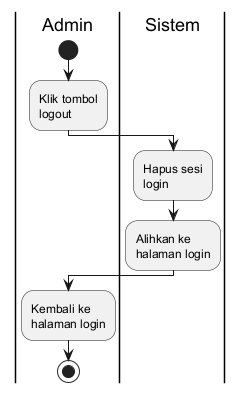 Admin
Sistem
Klik tombol
logout
Hapus sesi
login
Alihkan ke
halaman login
Kembali ke
halaman login